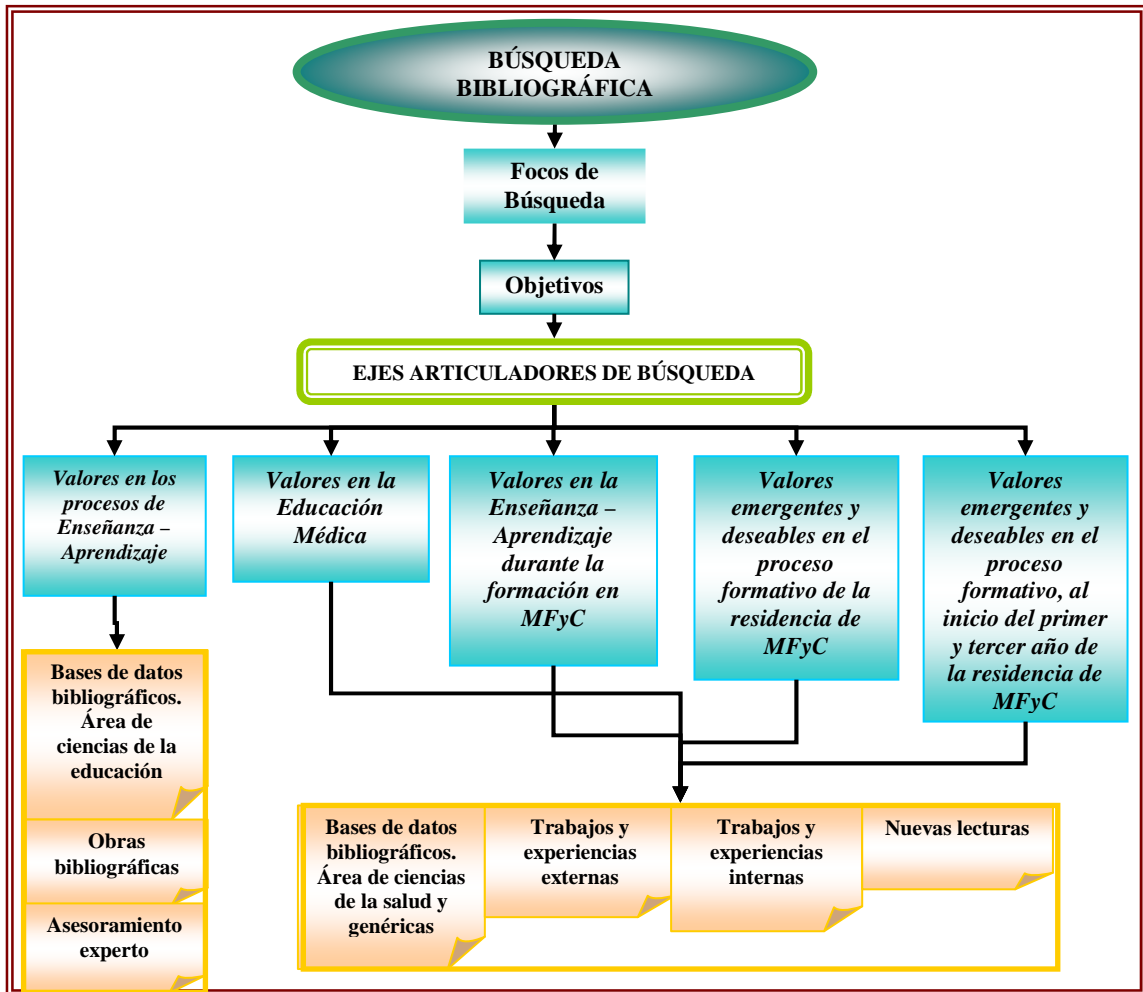 BÚSQUEDA
BIBLIOGRÁFICA
Focos de
Búsqueda
Objetivos
EJES ARTICULADORES DE BÚSQUEDA
Valores en los
procesos de
Enseñanza –
Aprendizaje
Valores en la
Educación
Médica
Valores en la
Enseñanza –
Aprendizaje
durante la
formación en
MFyC
Valores
emergentes y
deseables en el
proceso
formativo de la
residencia de
MFyC
Valores
emergentes y
deseables en el
proceso
formativo, al
inicio del primer
y tercer año de
la residencia de
MFyC
Bases de datos
bibliográficos.
Área de
ciencias de la
educación
Obras
bibliográficas
Asesoramiento
experto
Bases de datos
bibliográficos.
Área de ciencias
de la salud y
genéricas
Trabajos y
experiencias
externas
Trabajos y
experiencias
internas
Nuevas lecturas